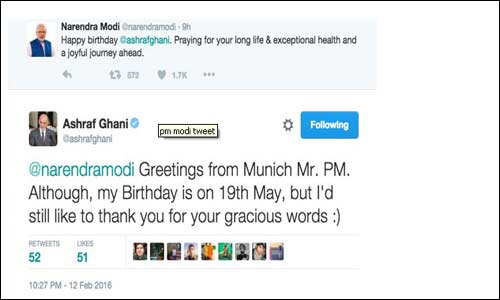 Narendra Modi @narendramodi · 9h
Happy birthday @ashrafghani. Praying for your long life & exceptional health and
a joyful journey ahead.
572 1.7K
Ashraf Ghani
@ashrafghani
pm modi tweet
Following
@narendramodi Greetings from Munich Mr. PM.
Although, my Birthday is on 19th May, but I'd
still like to thank you for your gracious words :)
RETWEETS LIKES
52 51
10:27 PM - 12 Feb 2016